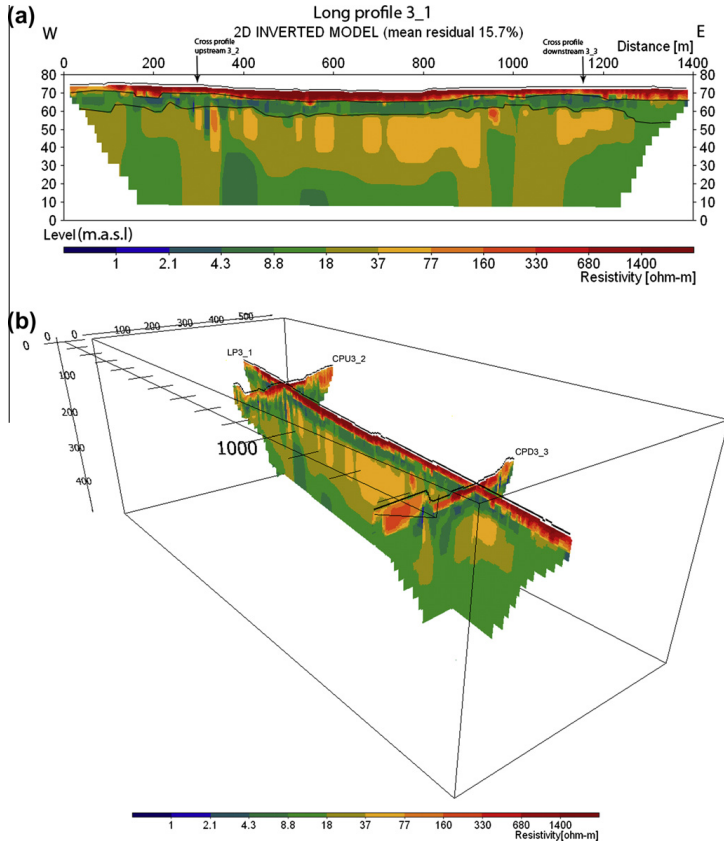 (a) Long profile 3_1
W 2D INVERTED MODEL (mean residual 15.7%) E
Cross profile upstream 3_2
Cross profile downstream 3_3
Distance [m]
0 200 400 600 800 1000 1200 1400
80 80
70 70
60 60
50 50
40 40
30 30
20 20
10 10
0 0
Level (m.a.s.l)
1 2.1 4.3 8.8 18 37 77 160 330 680 1400
Resistivity [ohm-m]
(b)
0 0 0 100 200 300 400 500
100
200
300
400
1000
LP3_1
CPU3_2
CPD3_3
1 2.1 4.3 8.8 18 37 77 160 330 680 1400
Resistivity[ohm-m]